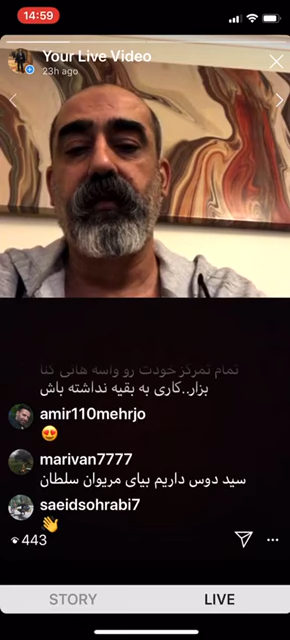 14:59
Your Live Video
23h ago
تمام تمرکز خودت رو واسه هانی کنا
بزار..کاری به بقیه نداشته باش
amir110mehrjo
😍
marivan7777
سید دوس داریم بیای مریوان سلطان
saeidsohrabi7
👋
443
STORY LIVE